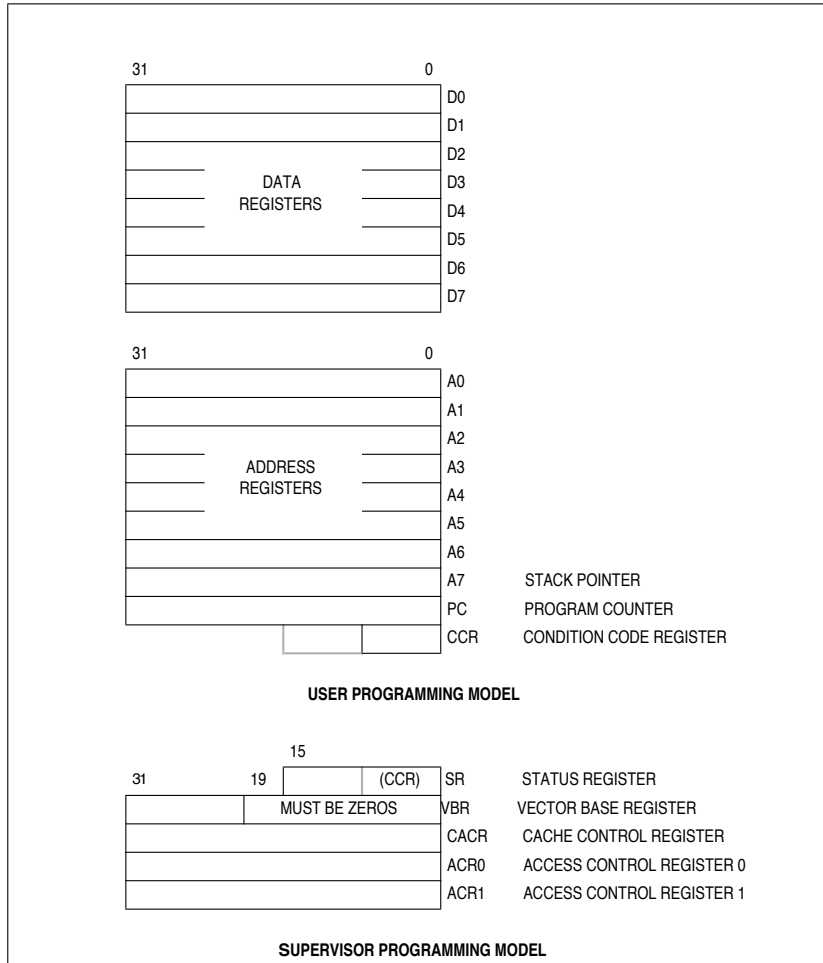 31 0
D0
D1
D2
DATA D3
REGISTERS
D4
D5
D6
D7
31 0
A0
A1
A2
ADDRESS A3
REGISTERS
A4
A5
A6
A7 STACK POINTER
PC PROGRAM COUNTER
CCR CONDITION CODE REGISTER
USER PROGRAMMING MODEL
15
31 19 (CCR) SR STATUS REGISTER
MUST BE ZEROS VBR VECTOR BASE REGISTER
CACR CACHE CONTROL REGISTER
ACR0 ACCESS CONTROL REGISTER 0
ACR1 ACCESS CONTROL REGISTER 1
SUPERVISOR PROGRAMMING MODEL